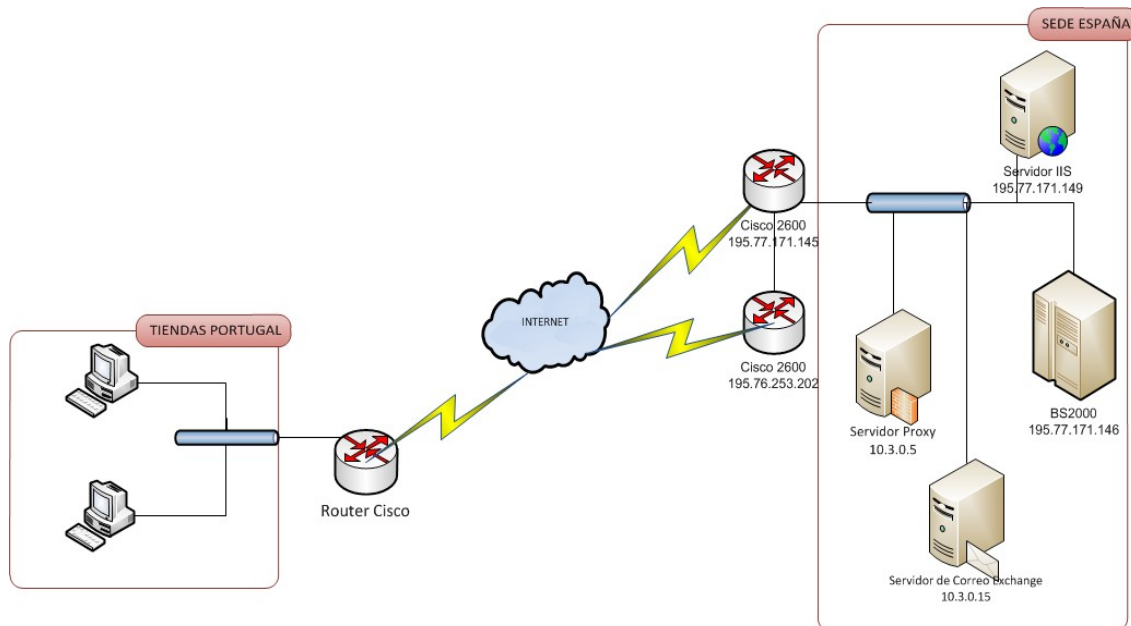 SEDE ESPAÑA
Servidor IIS
195.77.171.149
Cisco 2600
195.77.171.145
INTERNET
TIENDAS PORTUGAL
Cisco 2600
195.76.253.202
BS2000
195.77.171.146
Servidor Proxy
10.3.0.5
Router Cisco
Servidor de Correo Exchange
10.3.0.15